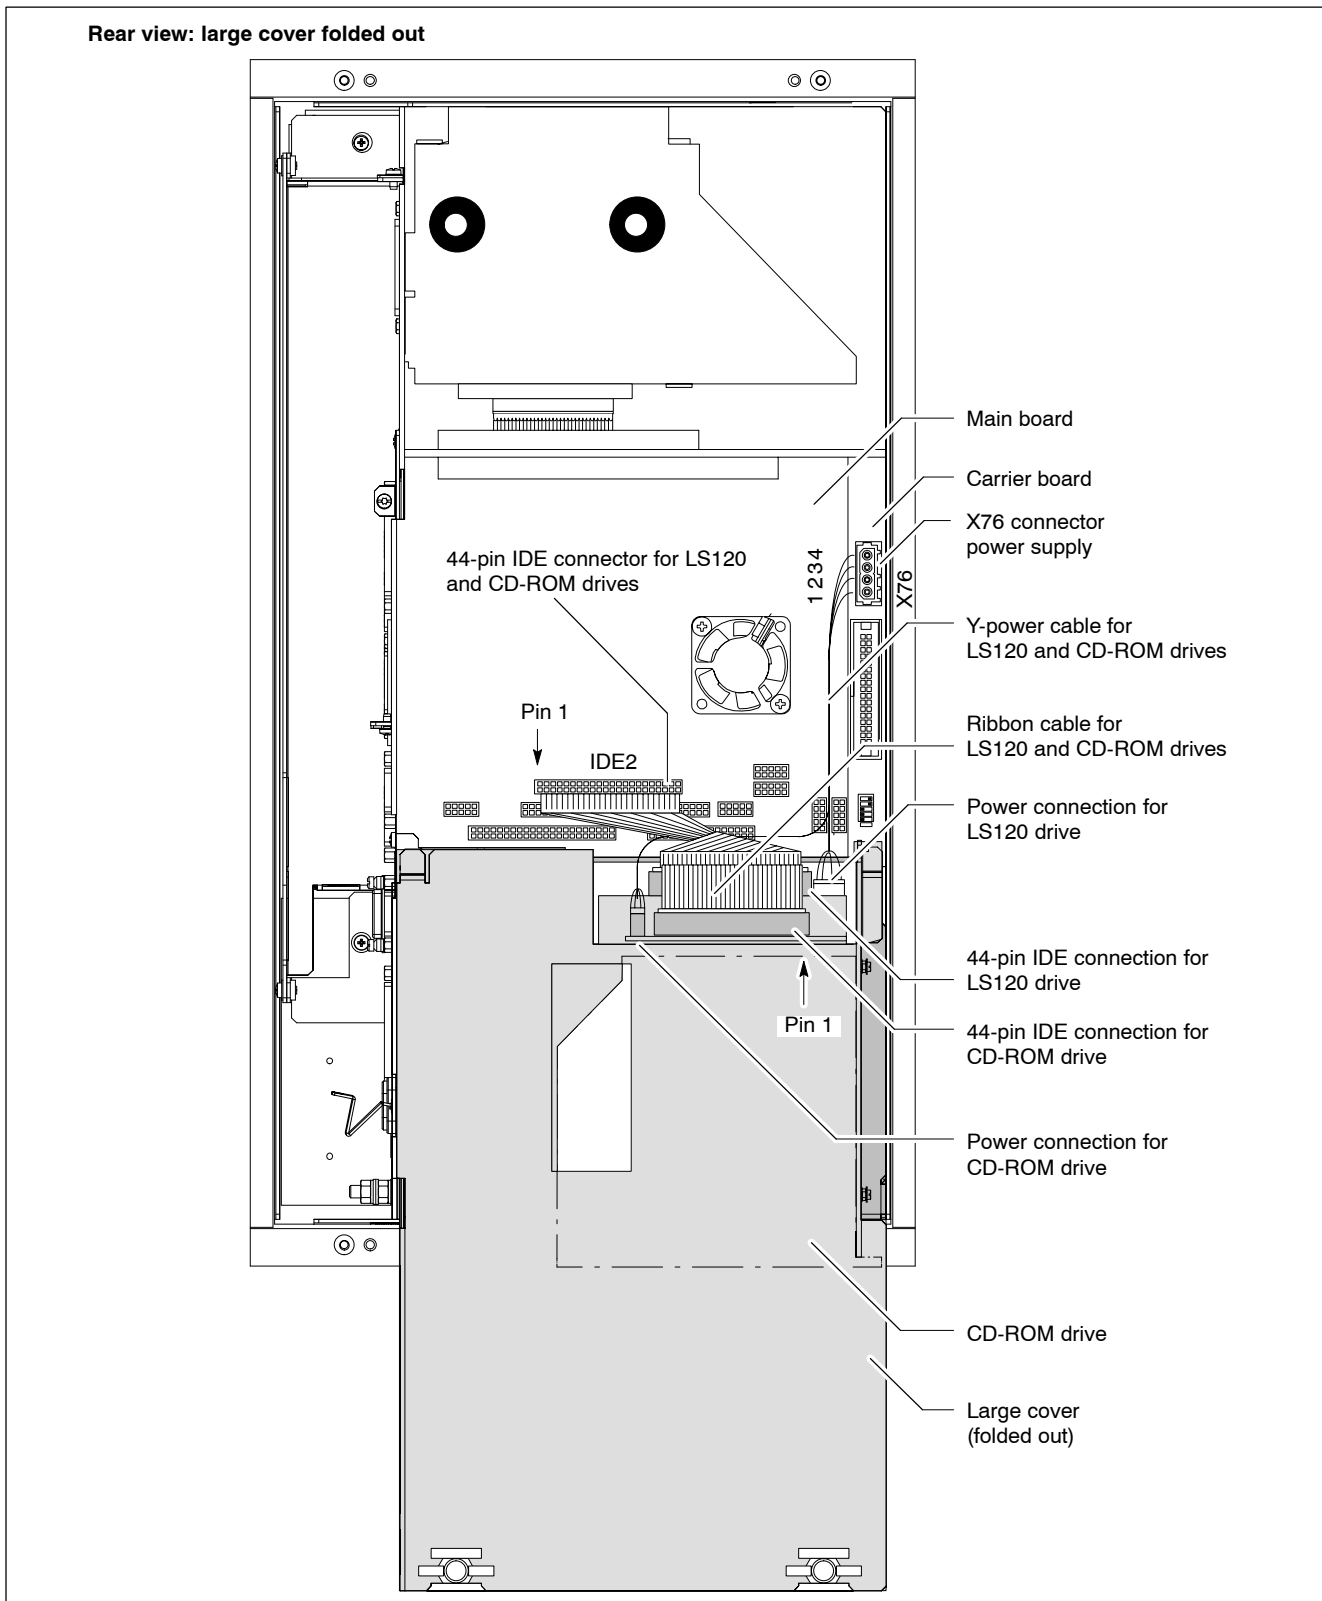 Rear view: large cover folded out
Main board
Carrier board
X76 connector
power supply
44-pin IDE connector for LS120
and CD-ROM drives
1 2 3 4
X76
Y-power cable for
LS120 and CD-ROM drives
Pin 1
IDE2
Ribbon cable for
LS120 and CD-ROM drives
Power connection for
LS120 drive
44-pin IDE connection for
LS120 drive
Pin 1
44-pin IDE connection for
CD-ROM drive
Power connection for
CD-ROM drive
CD-ROM drive
Large cover
(folded out)